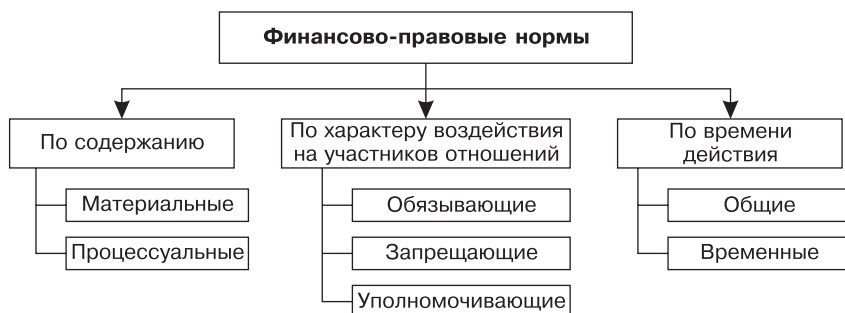 Финансово-правовые нормы
По содержанию
Материальные
Процессуальные
По характеру воздействия
на участников отношений
Обязывающие
Запрещающие
Уполномочивающие
По времени
действия
Общие
Временные